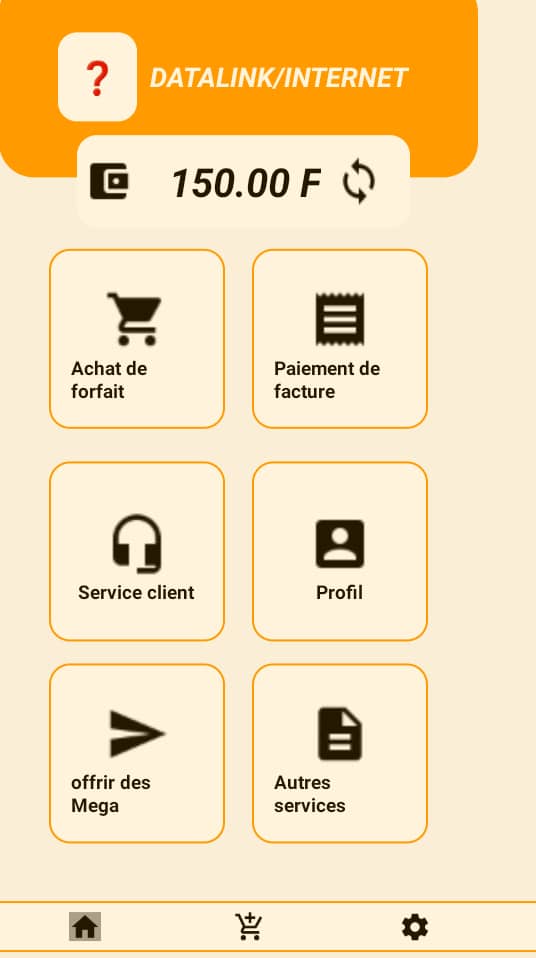 DATALINK/INTERNET
150.00 F
Achat de
forfait
Paiement de
facture
Service client
Profil
offrir des
Mega
Autres
services